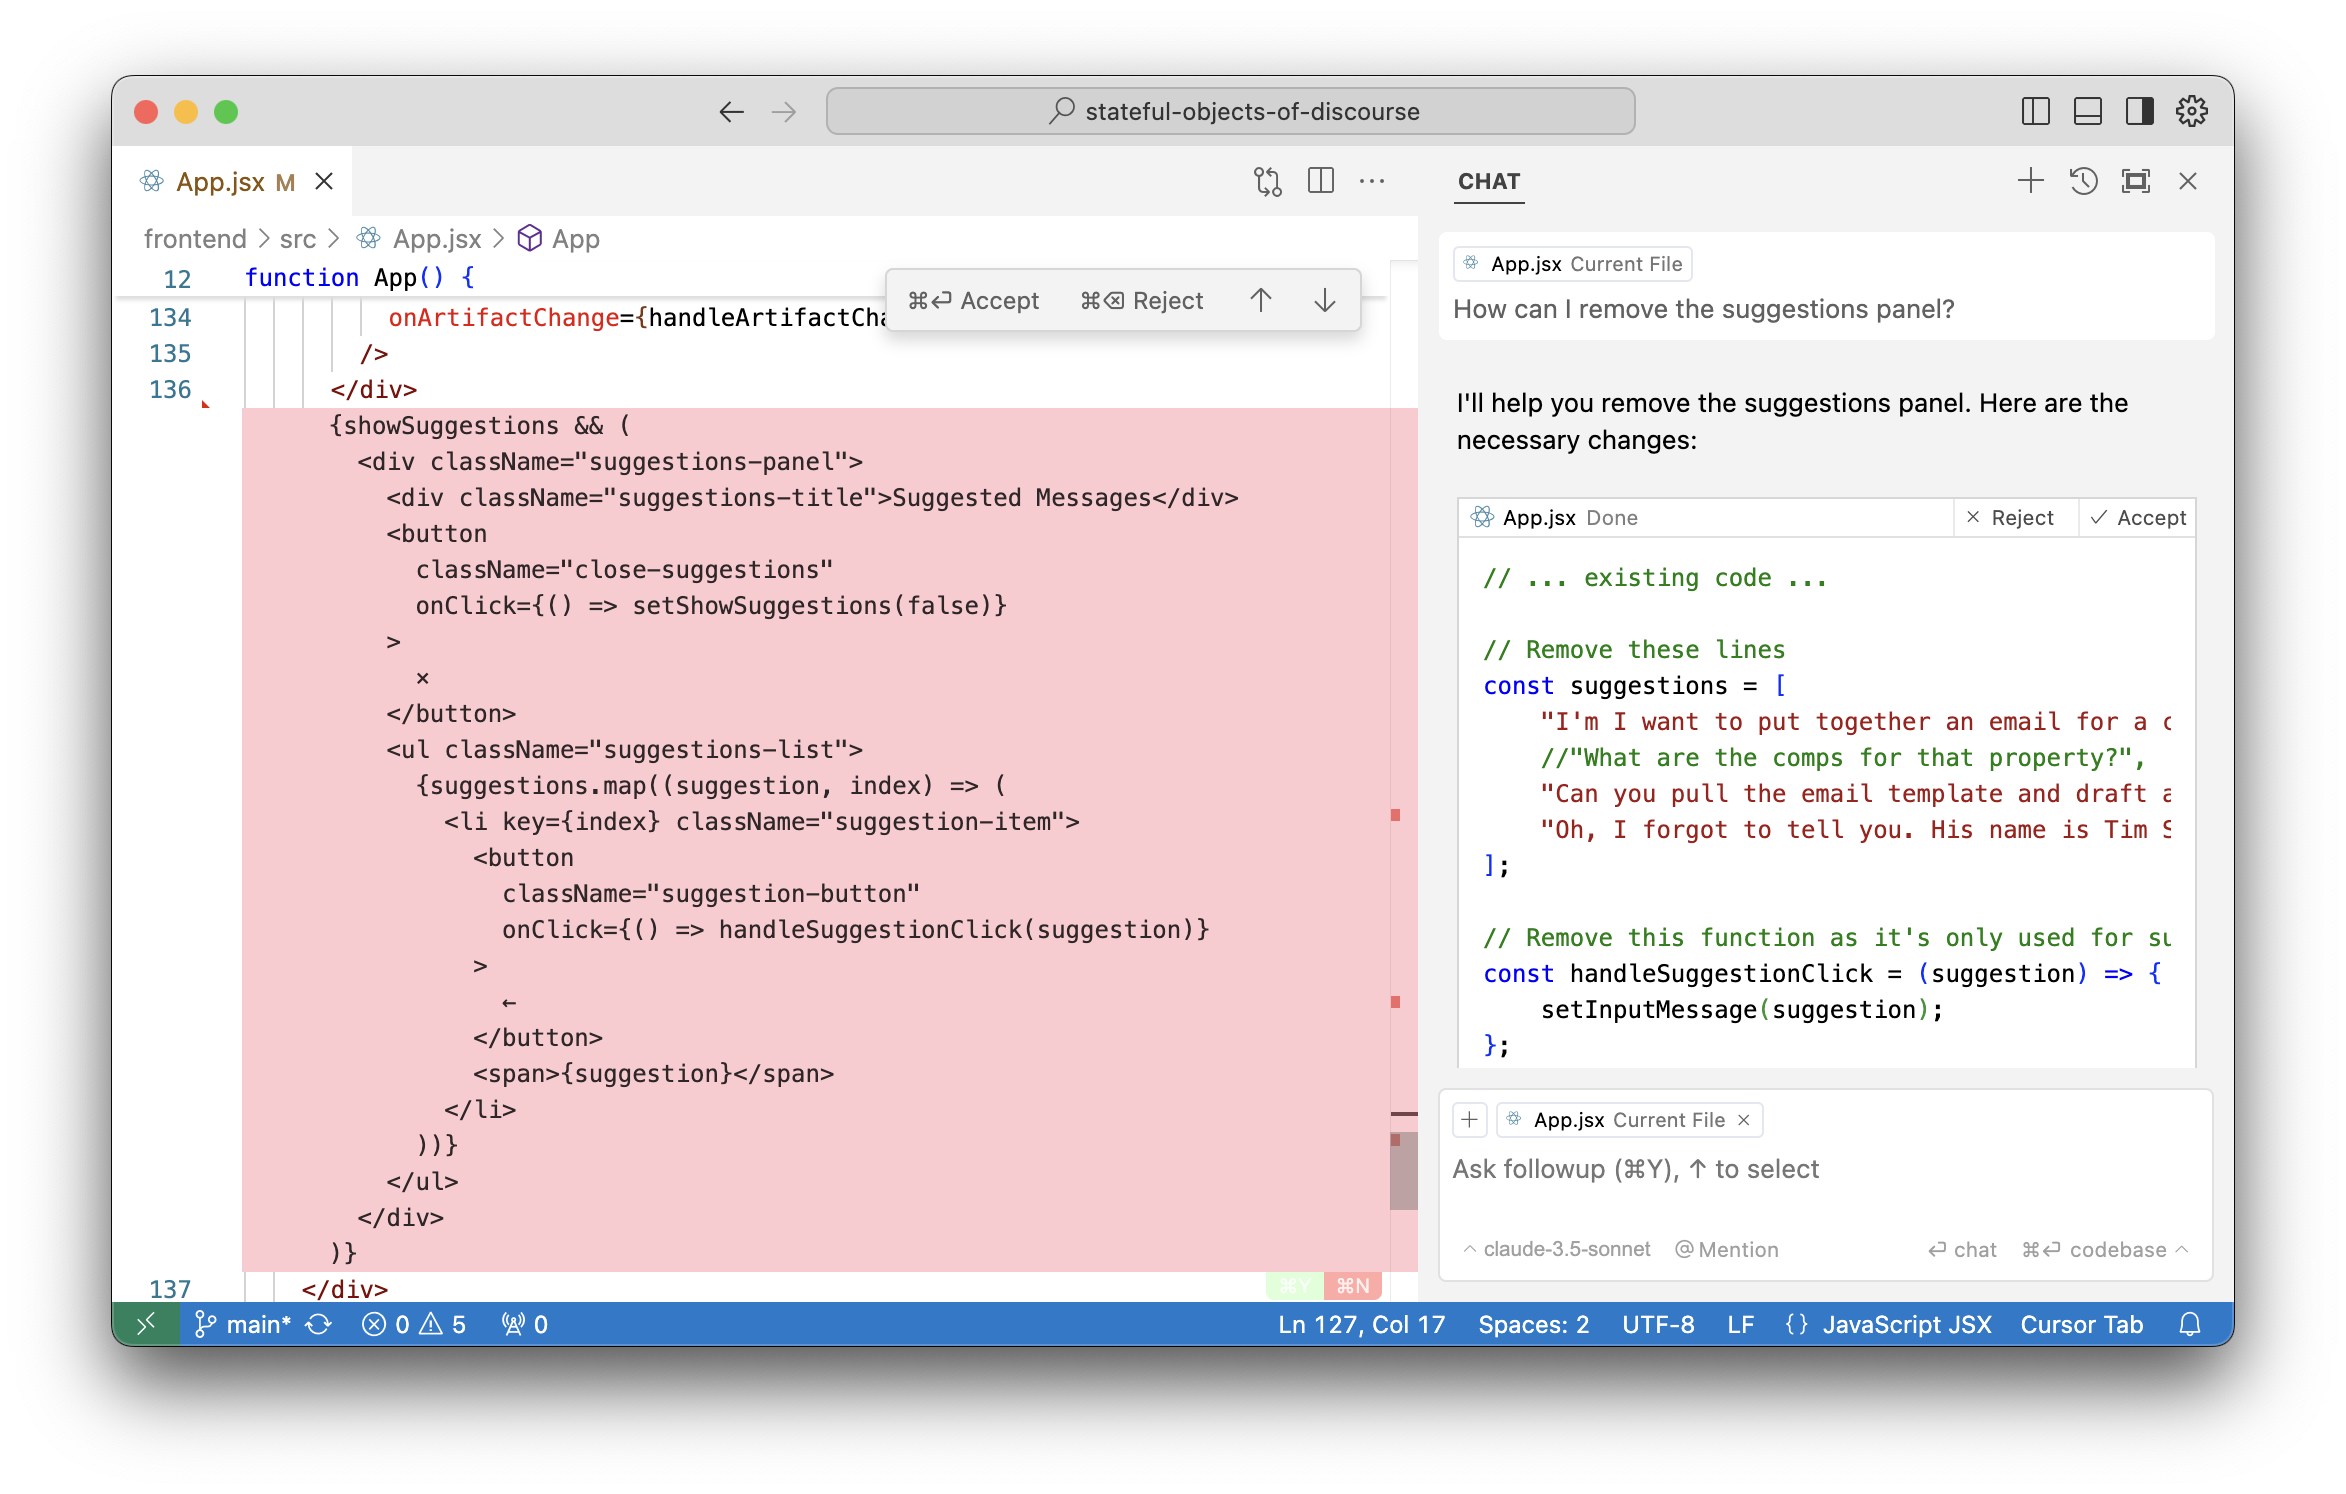 stateful-objects-of-discourse
App.jsx M
frontend > src > App.jsx > App
12 function App() {
⌘⏎ Accept ⌘⌫ Reject ↑ ↓
134 onArtifactChange={handleArtifactCha
135 />
136 </div>
{showSuggestions && (
<div className="suggestions-panel">
<div className="suggestions-title">Suggested Messages</div>
<button
className="close-suggestions"
onClick={() => setShowSuggestions(false)}
>
×
</button>
<ul className="suggestions-list">
{suggestions.map((suggestion, index) => (
<li key={index} className="suggestion-item">
<button
className="suggestion-button"
onClick={() => handleSuggestionClick(suggestion)}
>
←
</button>
<span>{suggestion}</span>
</li>
))}
</ul>
</div>
)}
137 </div>
⌘Y ⌘N
CHAT
App.jsx Current File
How can I remove the suggestions panel?
I'll help you remove the suggestions panel. Here are the
necessary changes:
App.jsx Done × Reject ✓ Accept
// ... existing code ...
// Remove these lines
const suggestions = [
"I'm I want to put together an email for a c
//"What are the comps for that property?",
"Can you pull the email template and draft a
"Oh, I forgot to tell you. His name is Tim S
];
// Remove this function as it's only used for su
const handleSuggestionClick = (suggestion) => {
setInputMessage(suggestion);
};
+ App.jsx Current File ×
Ask followup (⌘Y), ↑ to select
^ claude-3.5-sonnet @ Mention ⏎ chat ⌘⏎ codebase ^
main* 0 5 0 Ln 127, Col 17 Spaces: 2 UTF-8 LF {} JavaScript JSX Cursor Tab